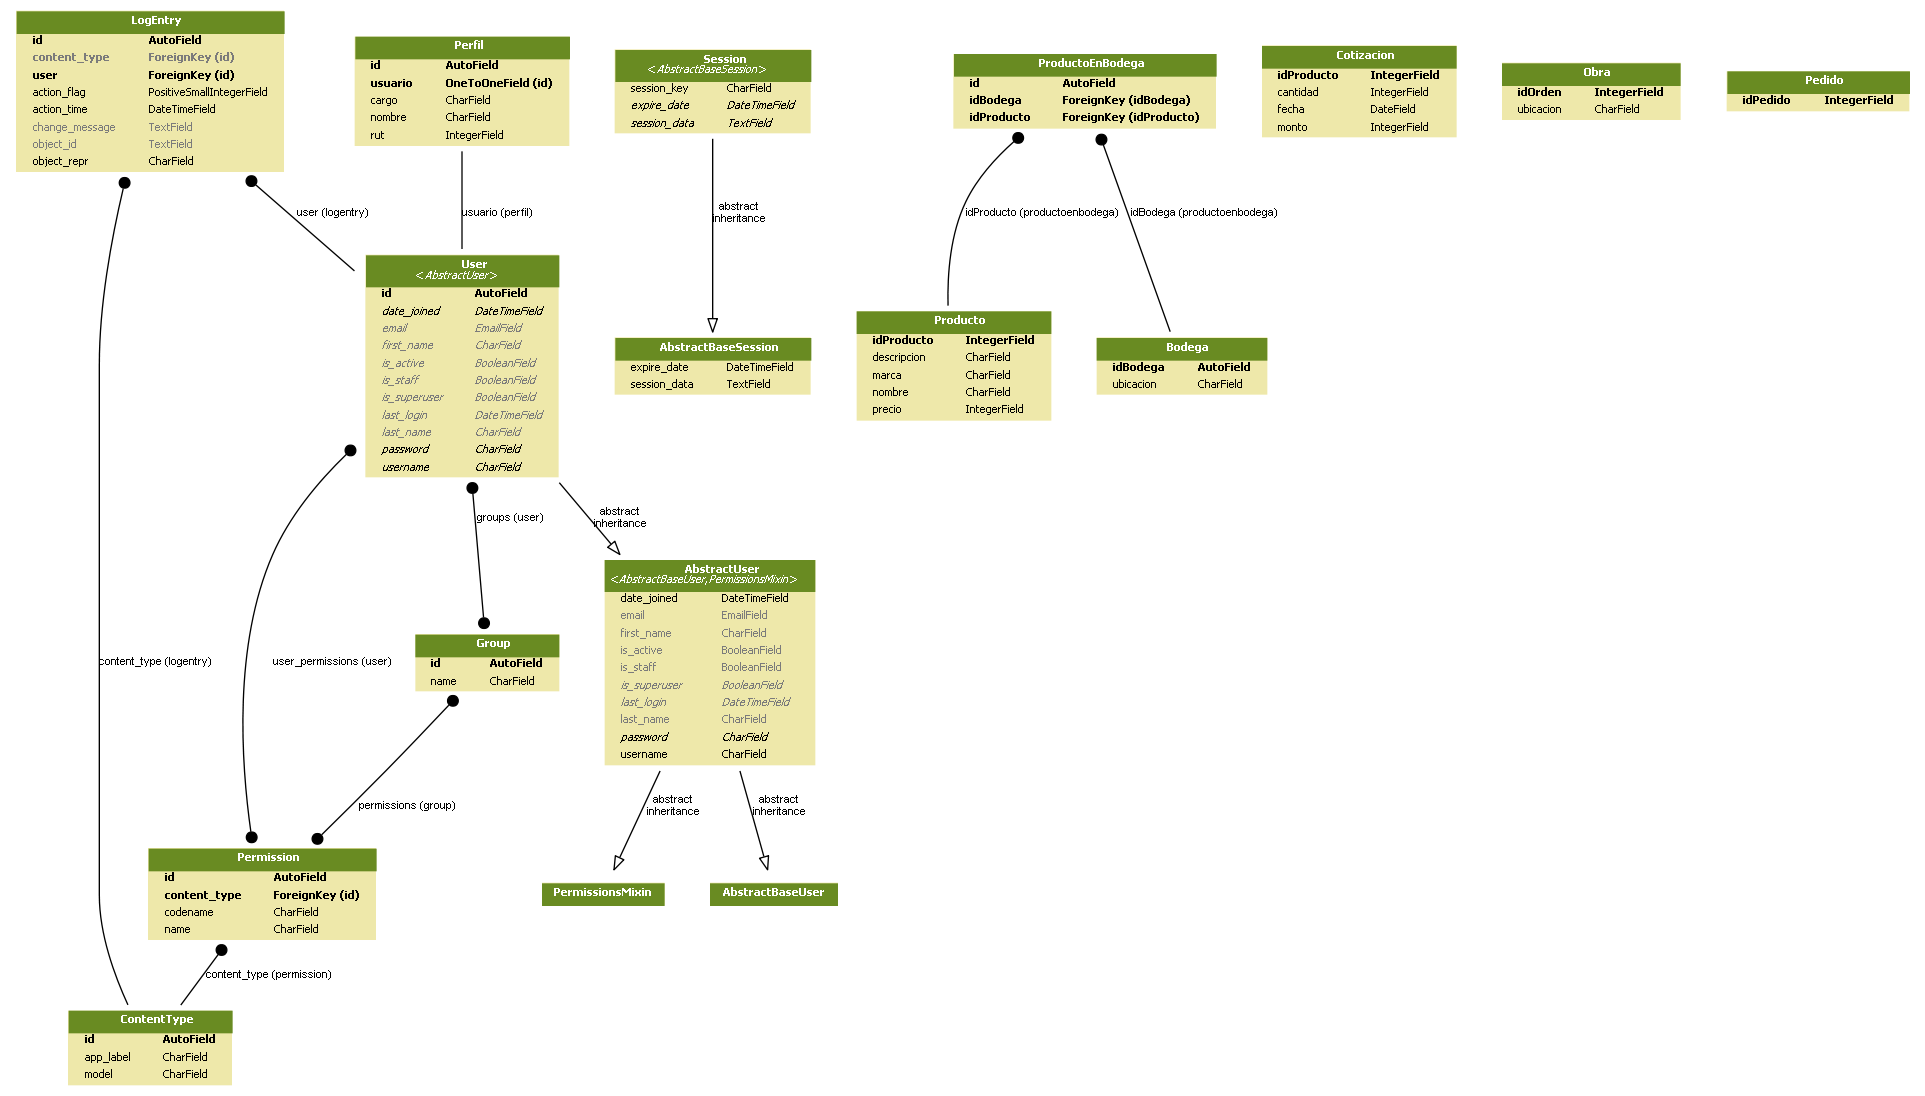 LogEntry
id AutoField
content_type ForeignKey (id)
user ForeignKey (id)
action_flag PositiveSmallIntegerField
action_time DateTimeField
change_message TextField
object_id TextField
object_repr CharField
Perfil
id AutoField
usuario OneToOneField (id)
cargo CharField
nombre CharField
rut IntegerField
Session
<AbstractBaseSession>
session_key CharField
expire_date DateTimeField
session_data TextField
ProductoEnBodega
id AutoField
idBodega ForeignKey (idBodega)
idProducto ForeignKey (idProducto)
Cotizacion
idProducto IntegerField
cantidad IntegerField
fecha DateField
monto IntegerField
Obra
idOrden IntegerField
ubicacion CharField
Pedido
idPedido IntegerField
user (logentry)
usuario (perfil)
abstract
inheritance
idProducto (productoenbodega)
idBodega (productoenbodega)
User
<AbstractUser>
id AutoField
date_joined DateTimeField
email EmailField
first_name CharField
is_active BooleanField
is_staff BooleanField
is_superuser BooleanField
last_login DateTimeField
last_name CharField
password CharField
username CharField
AbstractBaseSession
expire_date DateTimeField
session_data TextField
Producto
idProducto IntegerField
descripcion CharField
marca CharField
nombre CharField
precio IntegerField
Bodega
idBodega AutoField
ubicacion CharField
groups (user)
abstract
inheritance
content_type (logentry)
user_permissions (user)
Group
id AutoField
name CharField
AbstractUser
<AbstractBaseUser,PermissionsMixin>
date_joined DateTimeField
email EmailField
first_name CharField
is_active BooleanField
is_staff BooleanField
is_superuser BooleanField
last_login DateTimeField
last_name CharField
password CharField
username CharField
permissions (group)
abstract
inheritance
abstract
inheritance
Permission
id AutoField
content_type ForeignKey (id)
codename CharField
name CharField
PermissionsMixin
AbstractBaseUser
content_type (permission)
ContentType
id AutoField
app_label CharField
model CharField